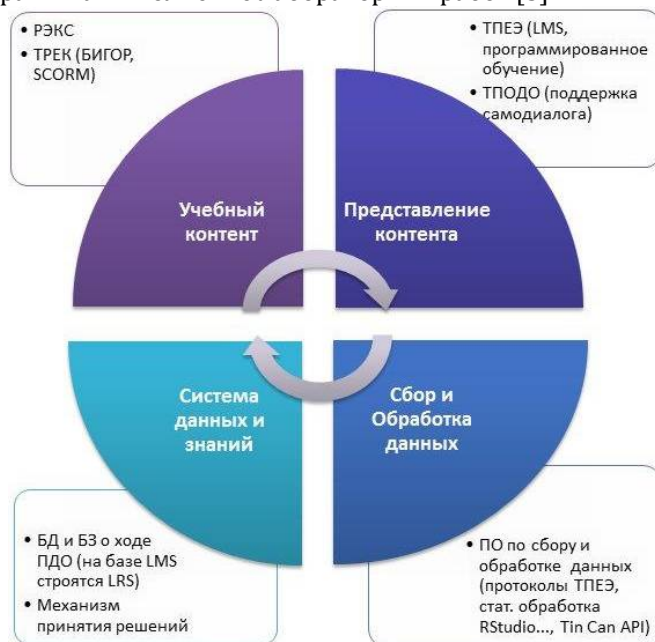 • РЭКС
• ТРЕК (БИГОР,
SCORM)
• ТПЕЭ (LMS,
программированное
обучение)
• ТПОДО (поддержка
самодиалога)
Учебный
контент
Представление
контента
Система
данных и
знаний
Сбор и
Обработка
данных
• БД и БЗ о ходе
ПДО (на базе LMS
строятся LRS)
• Механизм
принятия решений
• ПО по сбору и
обработке данных
(протоколы ТПЕЭ,
стат. обработка
RStudio..., Tin Can API)